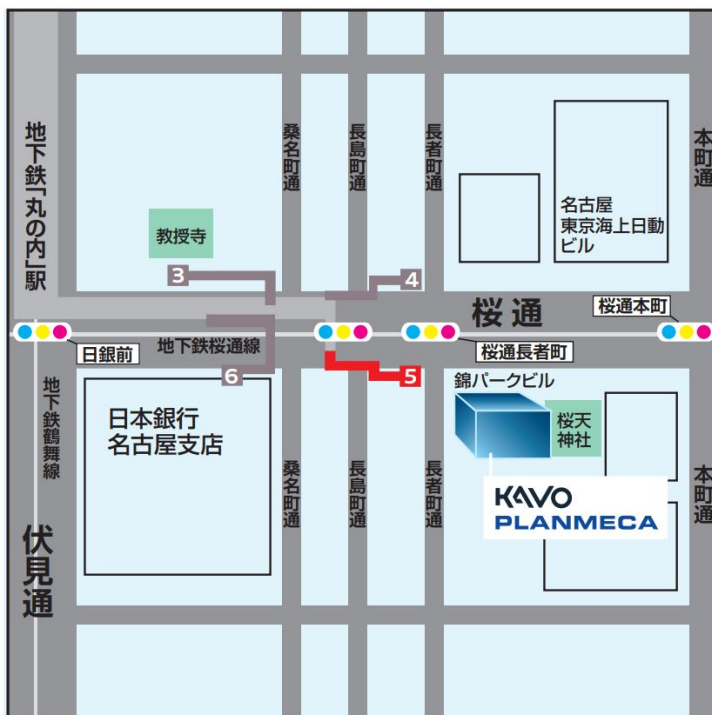 地下鉄「丸の内」駅
桑名町通
長島町通
長者町通
本町通
名古屋
東京海上日動
ビル
教授寺
3
4
桜通
桜通本町
日銀前
地下鉄桜通線
桜通長者町
6
5
錦パークビル
地下鉄鶴舞線
日本銀行
名古屋支店
桜天
神社
桑名町通
長島町通
長者町通
本町通
KAVO
PLANMECA
伏見通